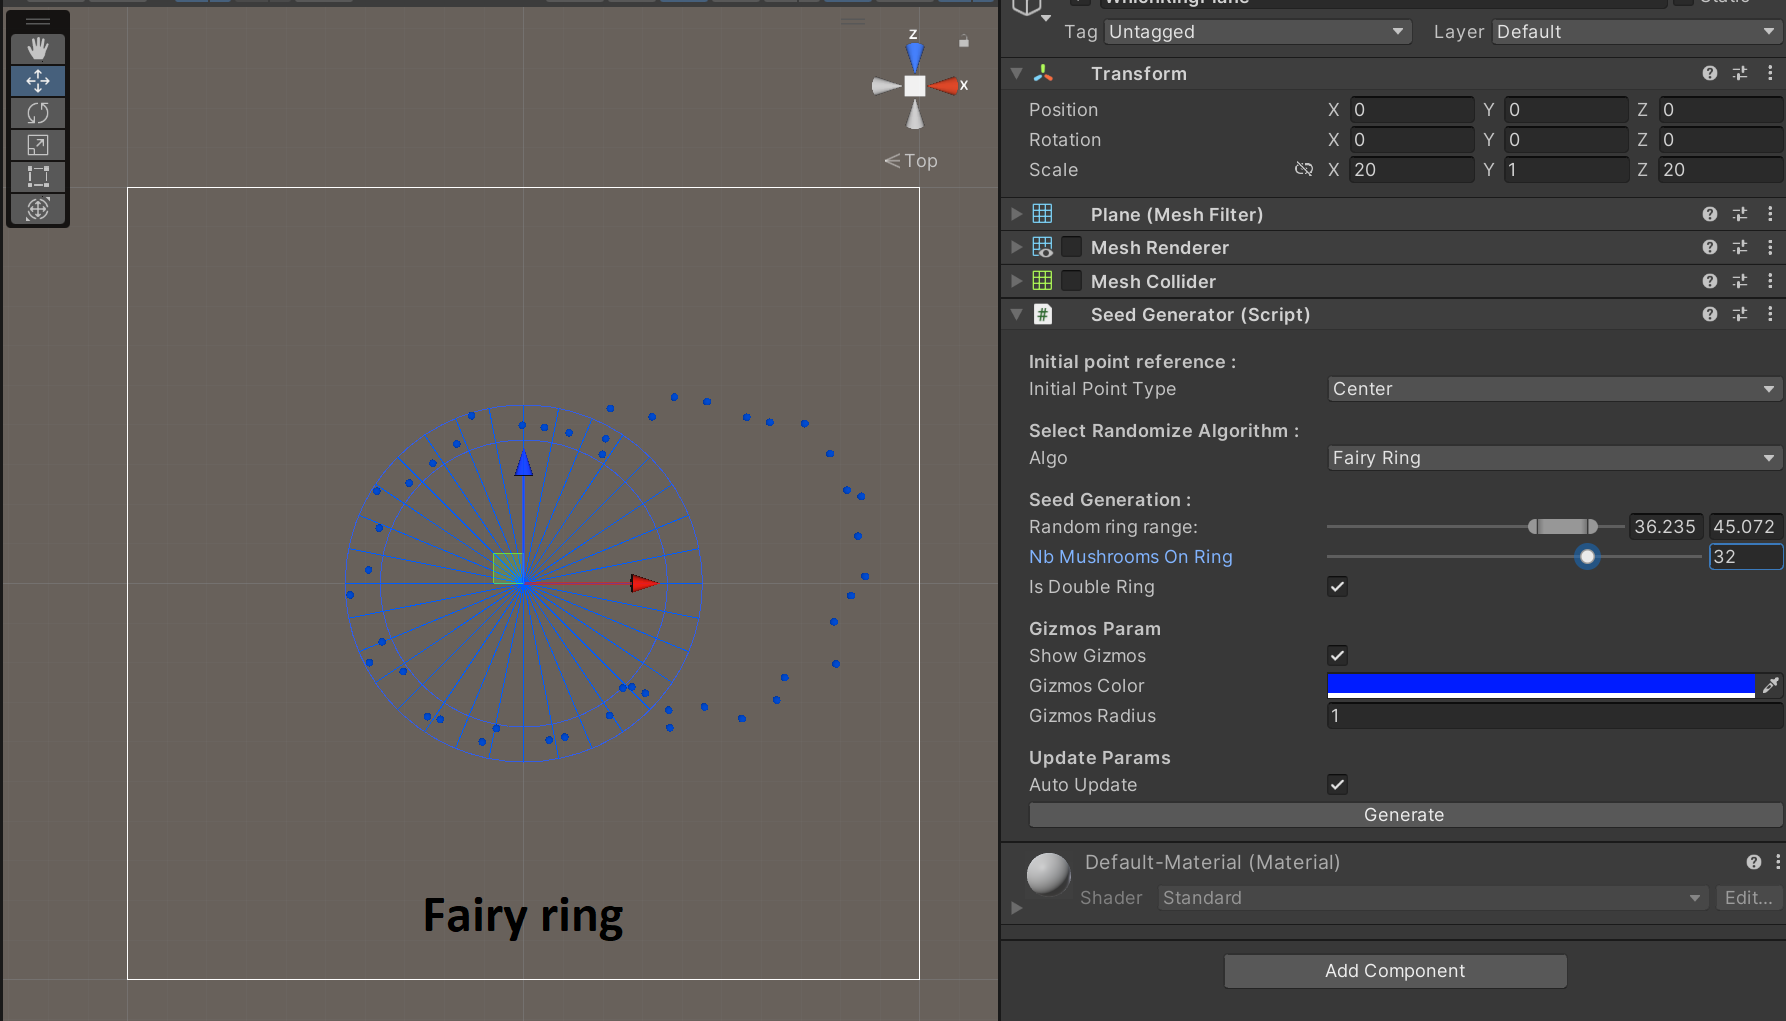 Z
X
Top
Fairy ring
Tag Untagged Layer Default
Transform
Position X 0 Y 0 Z 0
Rotation X 0 Y 0 Z 0
Scale X 20 Y 1 Z 20
Plane (Mesh Filter)
Mesh Renderer
Mesh Collider
# Seed Generator (Script)
Initial point reference :
Initial Point Type Center
Select Randomize Algorithm :
Algo Fairy Ring
Seed Generation :
Random ring range: 36.235 45.072
Nb Mushrooms On Ring 32
Is Double Ring
Gizmos Param
Show Gizmos
Gizmos Color
Gizmos Radius 1
Update Params
Auto Update
Generate
Default-Material (Material)
Shader Standard Edit...
Add Component